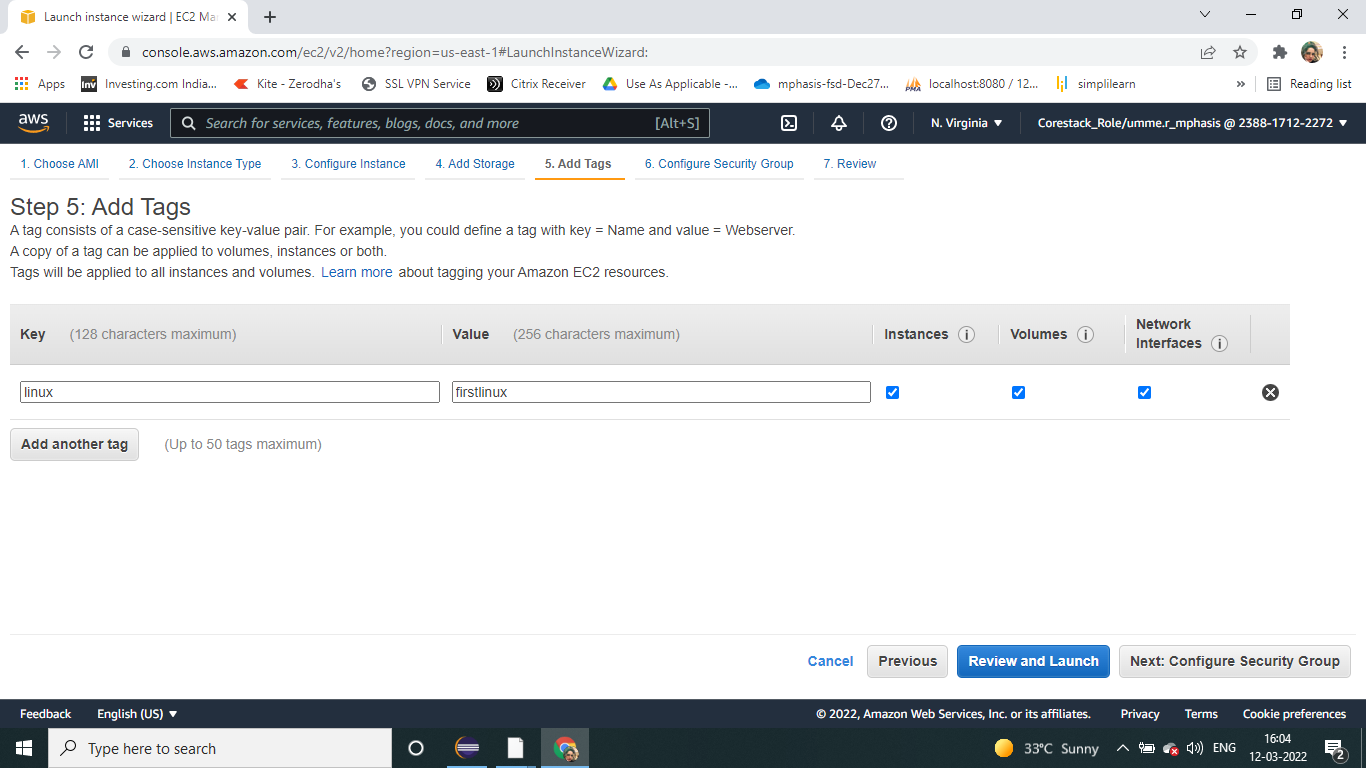 Launch instance wizard | EC2 Ma
console.aws.amazon.com/ec2/v2/home?region=us-east-1#LaunchInstanceWizard:
Apps Inv Investing.com India... Kite - Zerodha's SSL VPN Service Citrix Receiver Use As Applicable -... mphasis-fsd-Dec27... localhost:8080 / 12... simplilearn » Reading list
aws Services Search for services, features, blogs, docs, and more [Alt+S] N. Virginia Corestack_Role/umme.r_mphasis @ 2388-1712-2272
1. Choose AMI 2. Choose Instance Type 3. Configure Instance 4. Add Storage 5. Add Tags 6. Configure Security Group 7. Review
Step 5: Add Tags
A tag consists of a case-sensitive key-value pair. For example, you could define a tag with key = Name and value = Webserver.
A copy of a tag can be applied to volumes, instances or both.
Tags will be applied to all instances and volumes. Learn more about tagging your Amazon EC2 resources.
Key (128 characters maximum) Value (256 characters maximum) Instances i Volumes i Network
Interfaces i
linux firstlinux
Add another tag (Up to 50 tags maximum)
Cancel Previous Review and Launch Next: Configure Security Group
Feedback English (US) © 2022, Amazon Web Services, Inc. or its affiliates. Privacy Terms Cookie preferences
Type here to search 33°C Sunny ENG 16:04
12-03-2022 2